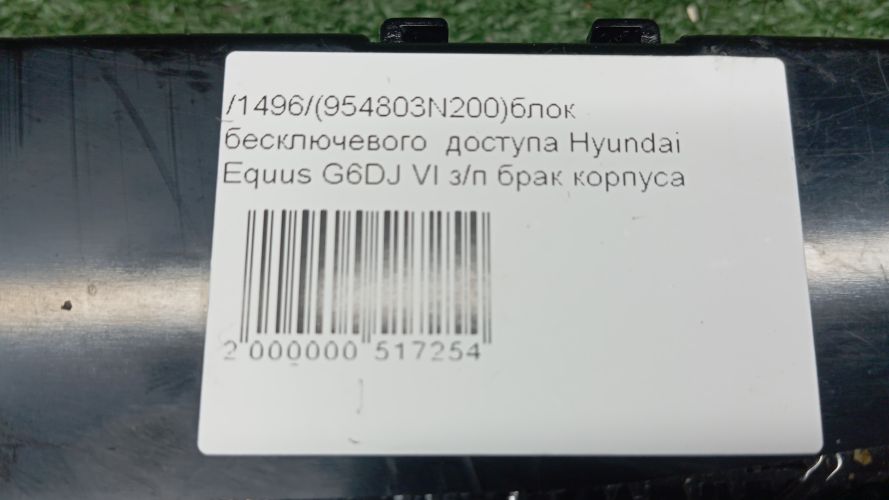 /1496/(954803N200)блок
бесключевого доступа Hyundai
Equus G6DJ VI з/п брак корпуса
2 000000 517254